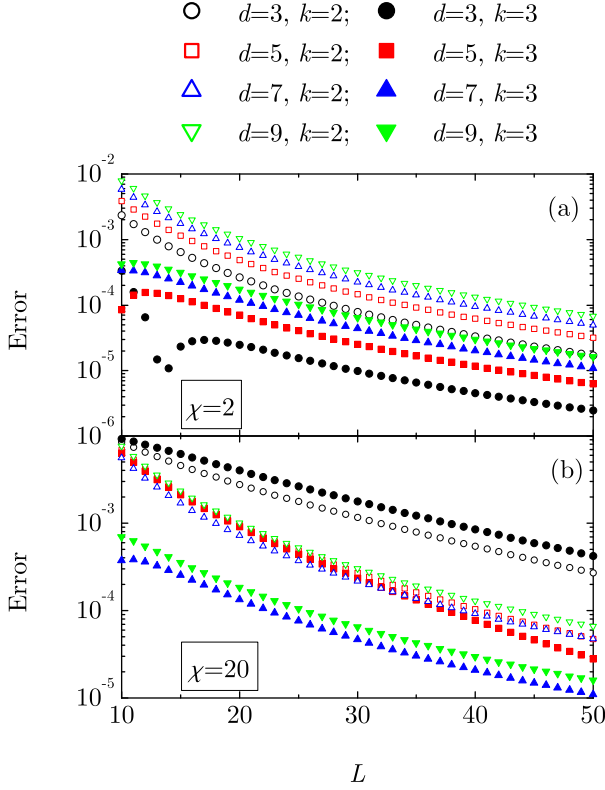 d=3, k=2; d=3, k=3
d=5, k=2; d=5, k=3
d=7, k=2; d=7, k=3
d=9, k=2; d=9, k=3
10^-2
(a)
10^-3
10^-4
Error
10^-5
χ=2
10^-6
10^-2
(b)
10^-3
Error
10^-4
χ=20
10^-5
10 20 30 40 50
L